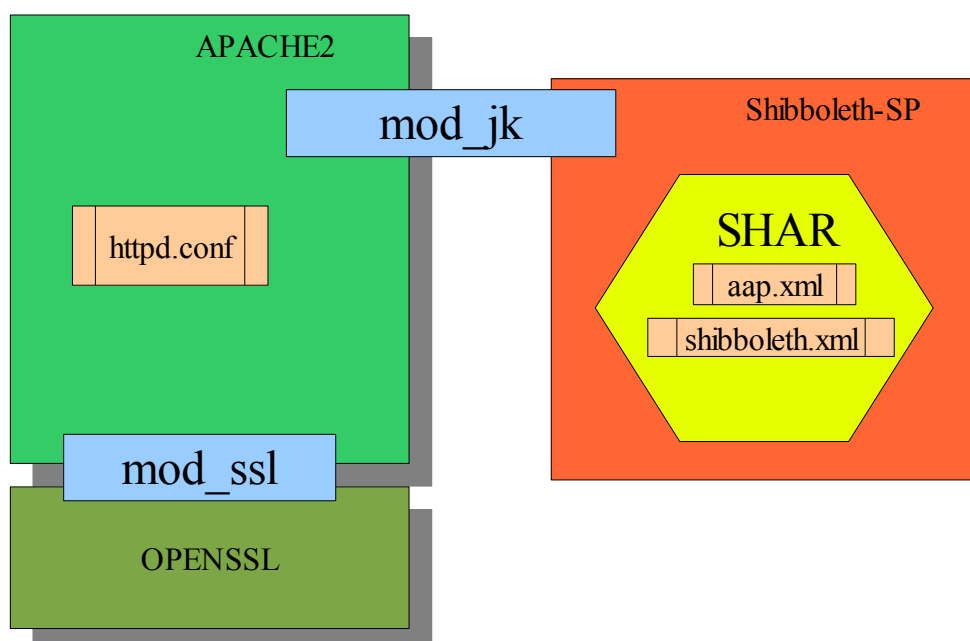 APACHE2
mod_jk
Shibboleth-SP
httpd.conf
SHAR
aap.xml
shibboleth.xml
mod_ssl
OPENSSL